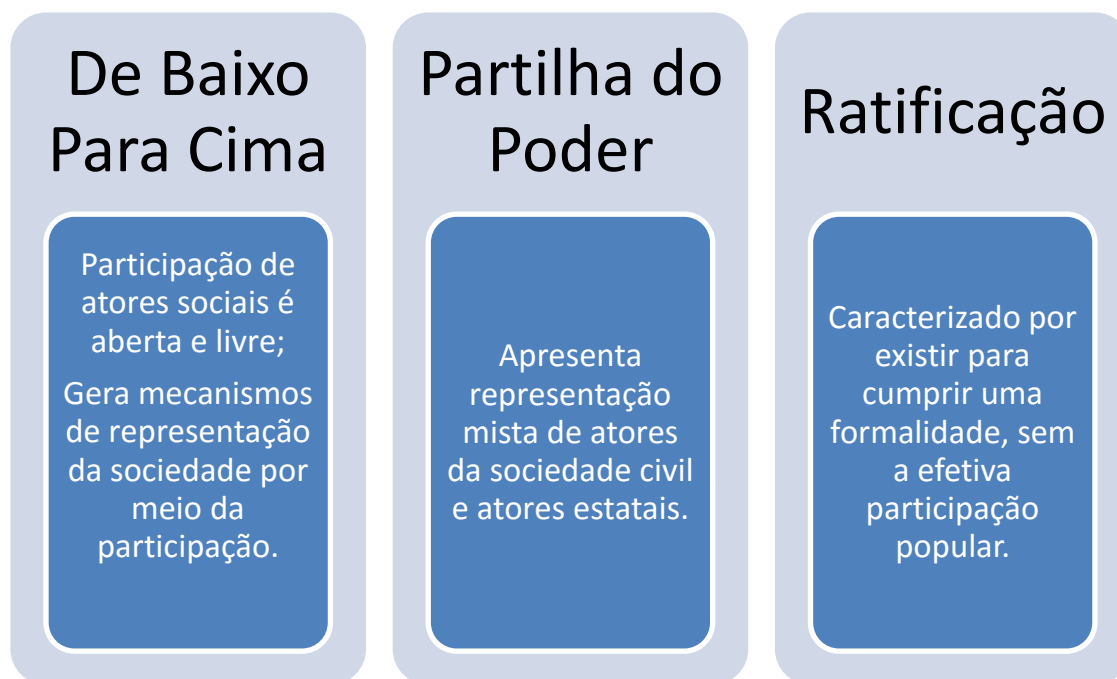 De Baixo
Para Cima
Participação de
atores sociais é
aberta e livre;
Gera mecanismos
de representação
da sociedade por
meio da
participação.
Partilha do
Poder
Apresenta
representação
mista de atores
da sociedade civil
e atores estatais.
Ratificação
Caracterizado por
existir para
cumprir uma
formalidade, sem
a efetiva
participação
popular.